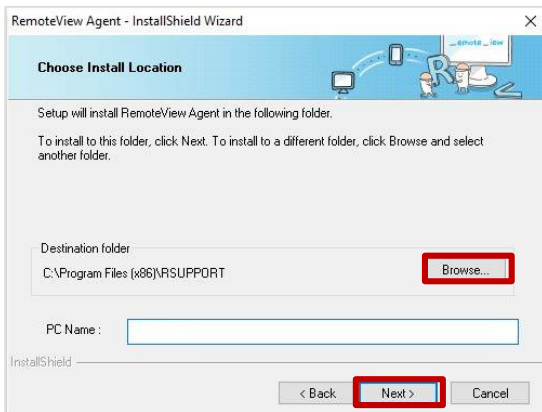 RemoteView Agent - InstallShield Wizard
_emote _iew
Choose Install Location
Setup will install RemoteView Agent in the following folder.
To install to this folder, click Next. To install to a different folder, click Browse and select
another folder.
Destination folder
C:\Program Files (x86)\RSUPPORT
Browse...
PC Name :
InstallShield
< Back
Next >
Cancel